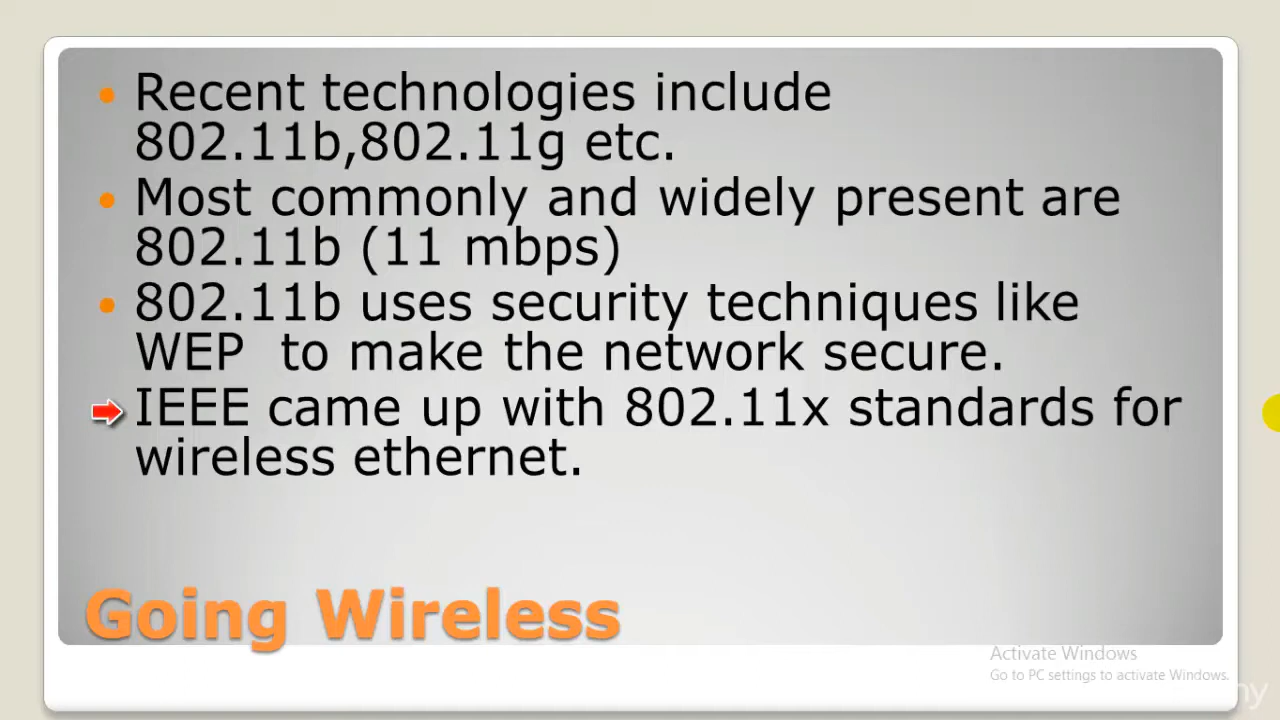 Recent technologies include
802.11b,802.11g etc.
Most commonly and widely present are
802.11b (11 mbps)
802.11b uses security techniques like
WEP  to make the network secure.
IEEE came up with 802.11x standards for
wireless ethernet.
Going Wireless
Activate Windows
Go to PC settings to activate Windows.